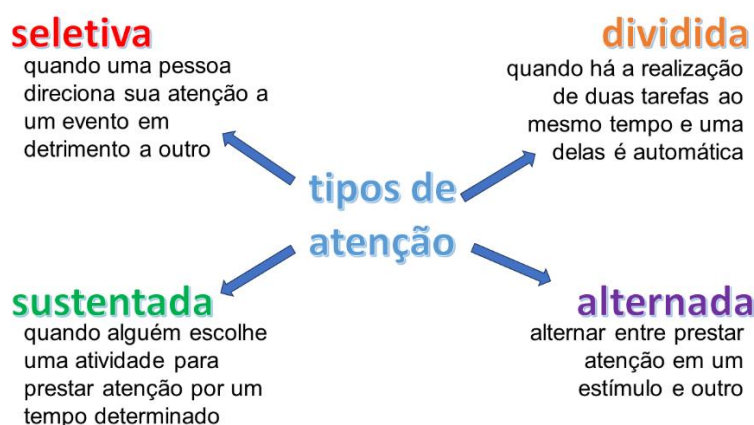 seletiva
quando uma pessoa
direciona sua atenção a
um evento em
detrimento a outro
dividida
quando há a realização
de duas tarefas ao
mesmo tempo e uma
delas é automática
tipos de
atenção
sustentada
quando alguém escolhe
uma atividade para
prestar atenção por um
tempo determinado
alternada
alternar entre prestar
atenção em um
estímulo e outro